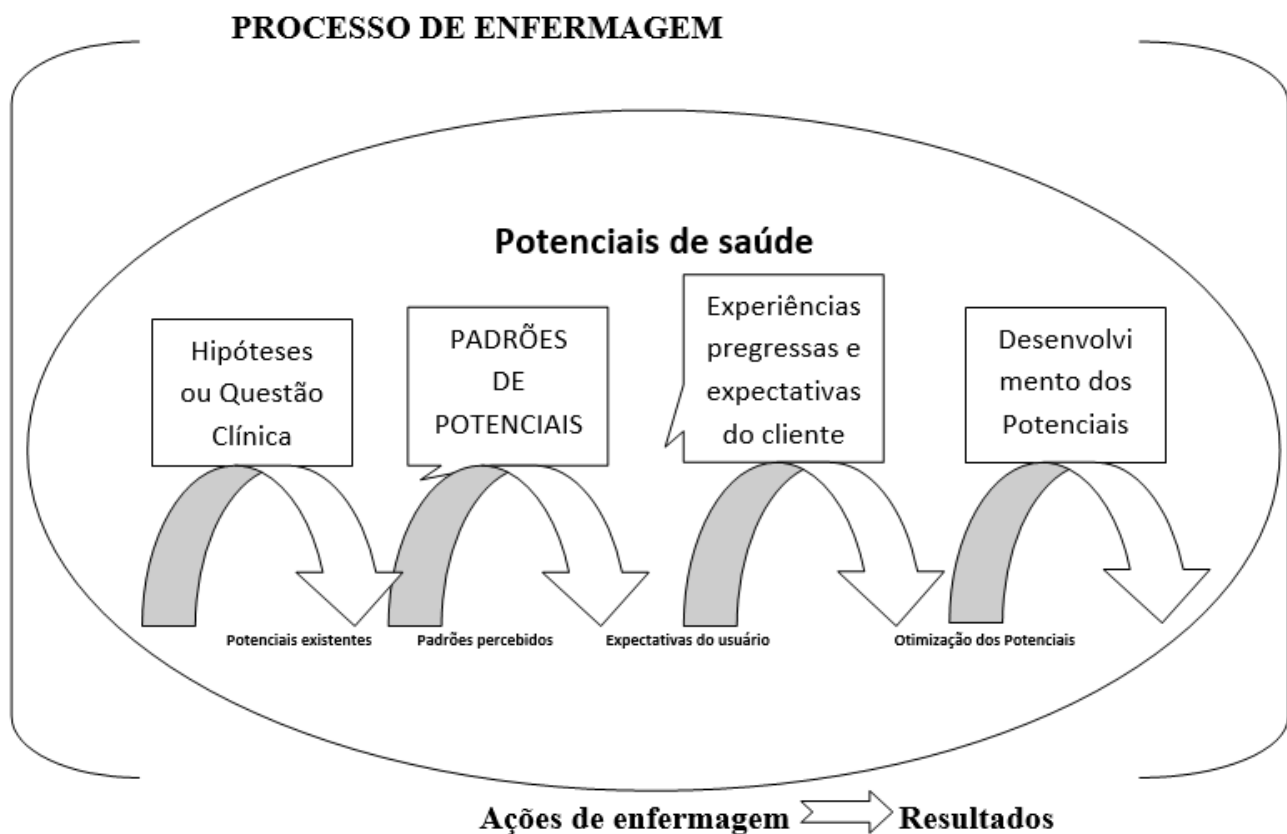 PROCESSO DE ENFERMAGEM
Potenciais de saúde
Hipóteses
ou Questão
Clínica
PADRÕES
DE
POTENCIAIS
Experiências
pregressas e
expectativas
do cliente
Desenvolvi
mento dos
Potenciais
Potenciais existentes
Padrões percebidos
Expectativas do usuário
Otimização dos Potenciais
Ações de enfermagem Resultados